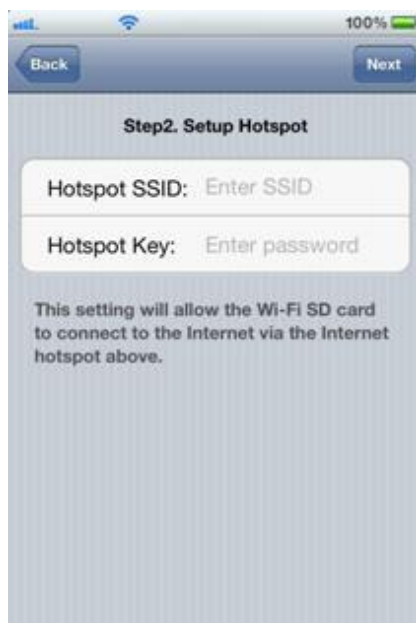 100%
Back
Next
Step2. Setup Hotspot
Hotspot SSID: Enter SSID
Hotspot Key: Enter password
This setting will allow the Wi-Fi SD card
to connect to the Internet via the Internet
hotspot above.